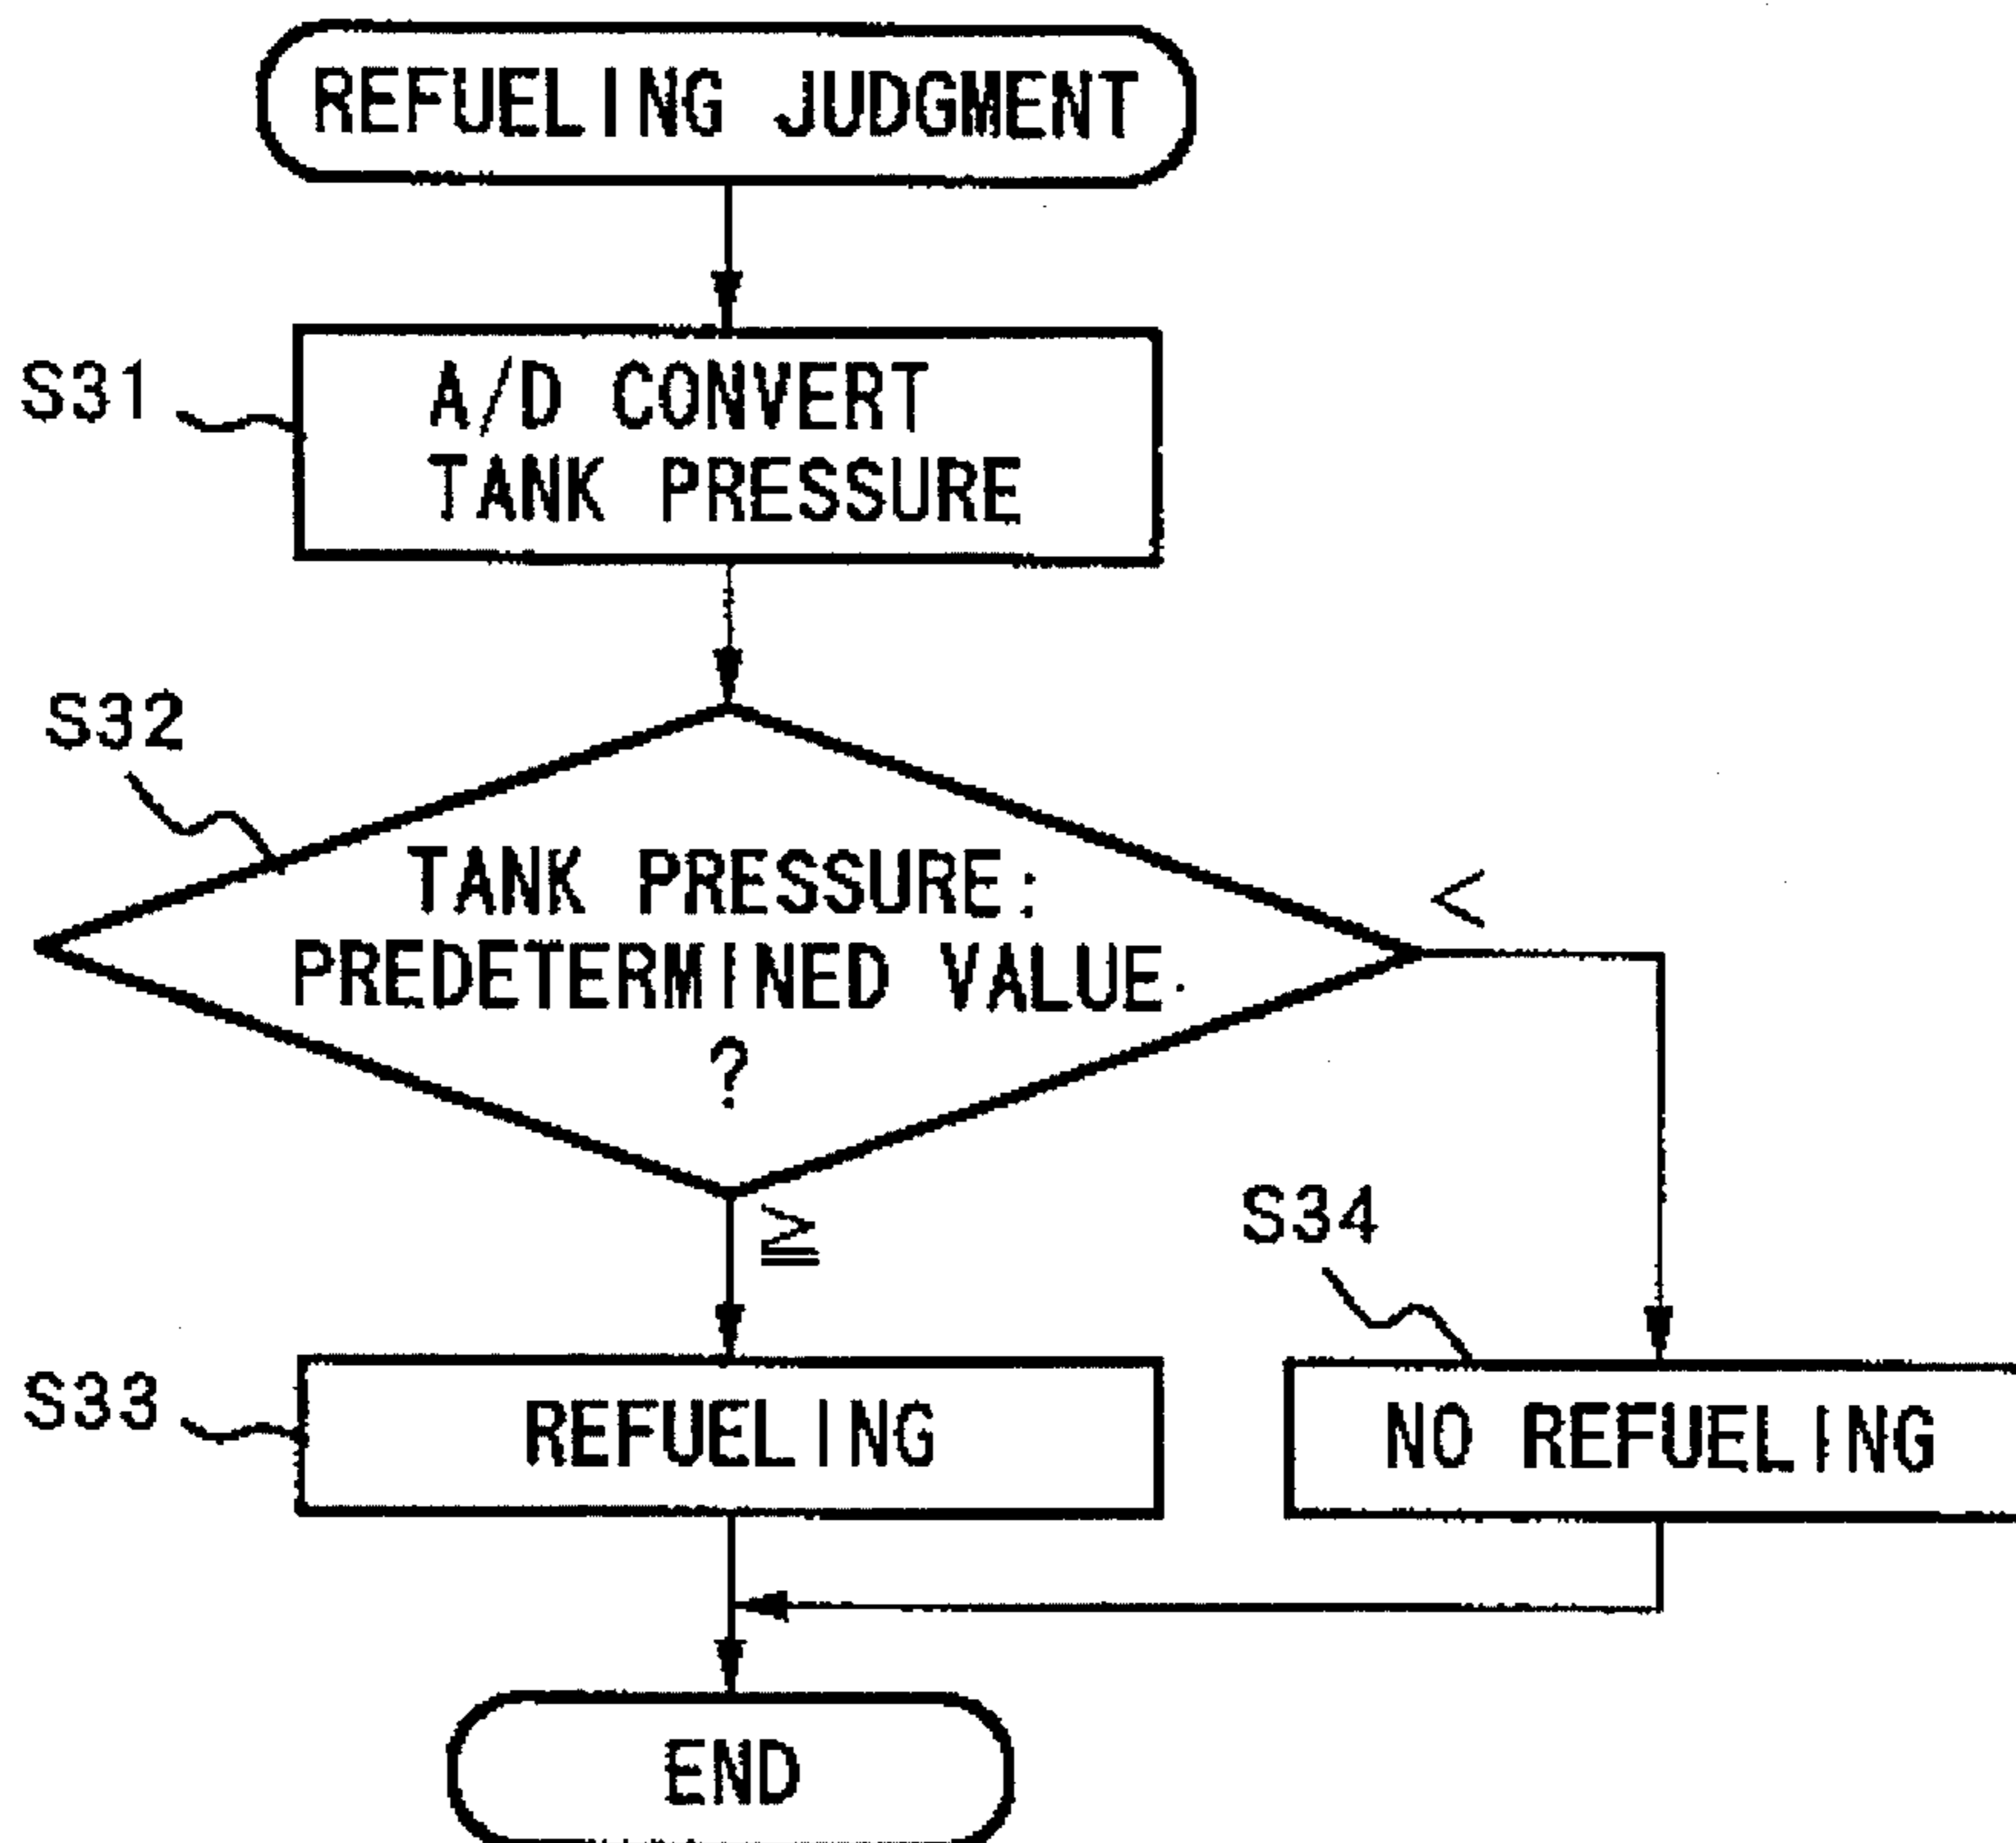 REFUELING JUDGMENT
S31
A/D CONVERT
TANK PRESSURE
S32
TANK PRESSURE:
PREDETERMINED VALUE
?
<
≧
S34
S33
REFUELING
NO REFUELING
END